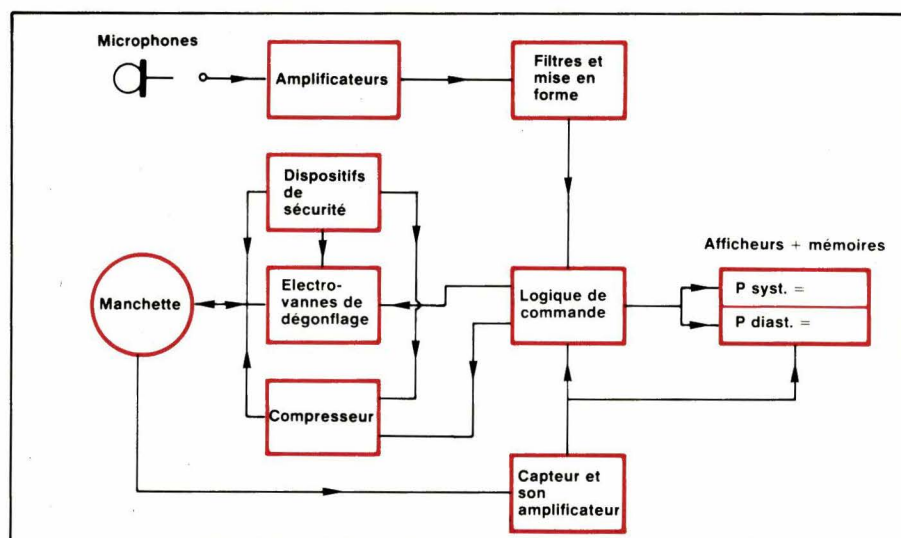 Microphones
Amplificateurs
Filtres et
mise en
forme
Dispositifs
de
sécurité
Afficheurs + mémoires
Manchette
Electro-
vannes de
dégonflage
Logique de
commande
P syst. =
P diast. =
Compresseur
Capteur et
son
amplificateur